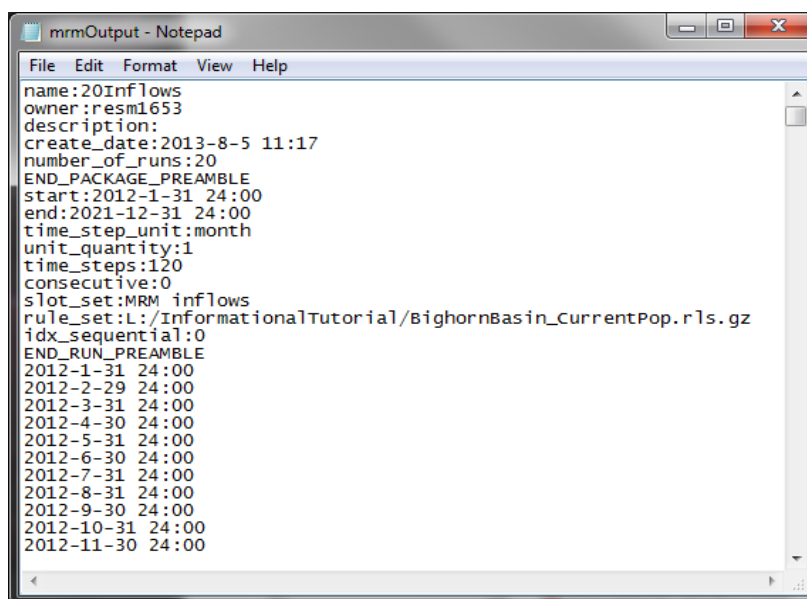 mrmOutput - Notepad
File Edit Format View Help
name:20Inflows
owner:resm1653
description:
create_date:2013-8-5 11:17
number_of_runs:20
END_PACKAGE_PREAMBLE
start:2012-1-31 24:00
end:2021-12-31 24:00
time_step_unit:month
unit_quantity:1
time_steps:120
consecutive:0
slot_set:MRM inflows
rule_set:L:/InformationalTutorial/BighornBasin_CurrentPop.rls.gz
idx_sequential:0
END_RUN_PREAMBLE
2012-1-31 24:00
2012-2-29 24:00
2012-3-31 24:00
2012-4-30 24:00
2012-5-31 24:00
2012-6-30 24:00
2012-7-31 24:00
2012-8-31 24:00
2012-9-30 24:00
2012-10-31 24:00
2012-11-30 24:00